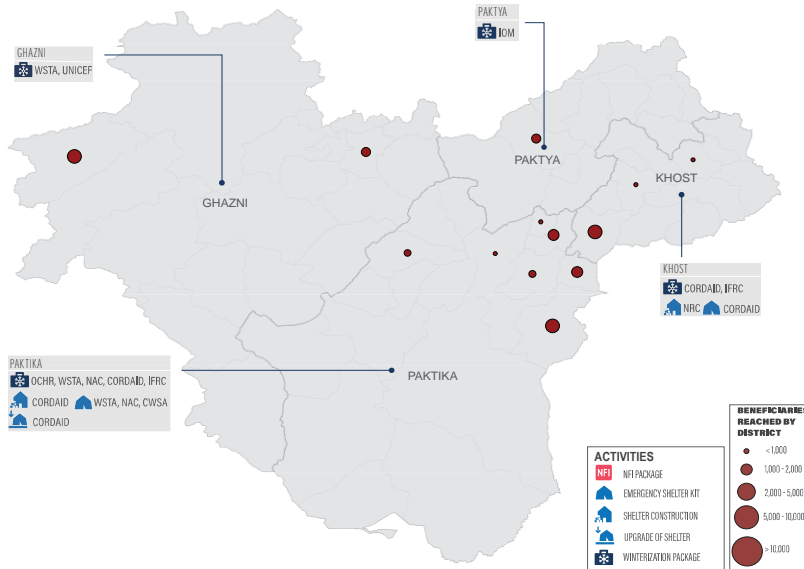 PAKTYA
IOM
GHAZNI
WSTA, UNICEF
PAKTYA
KHOST
GHAZNI
KHOST
CORDAID, IFRC
NRC CORDAID
PAKTIKA
OCHR, WSTA, NAC, CORDAID, IFRC
CORDAID WSTA, NAC, CWSA
CORDAID
PAKTIKA
ACTIVITIES
NFI NFI PACKAGE
EMERGENCY SHELTER KIT
SHELTER CONSTRUCTION
UPGRADE OF SHELTER
WINTERIZATION PACKAGE
BENEFICIARIES
REACHED BY
DISTRICT
<1,000
1,000 - 2,000
2,000 - 5,000
5,000 - 10,000
>10,000